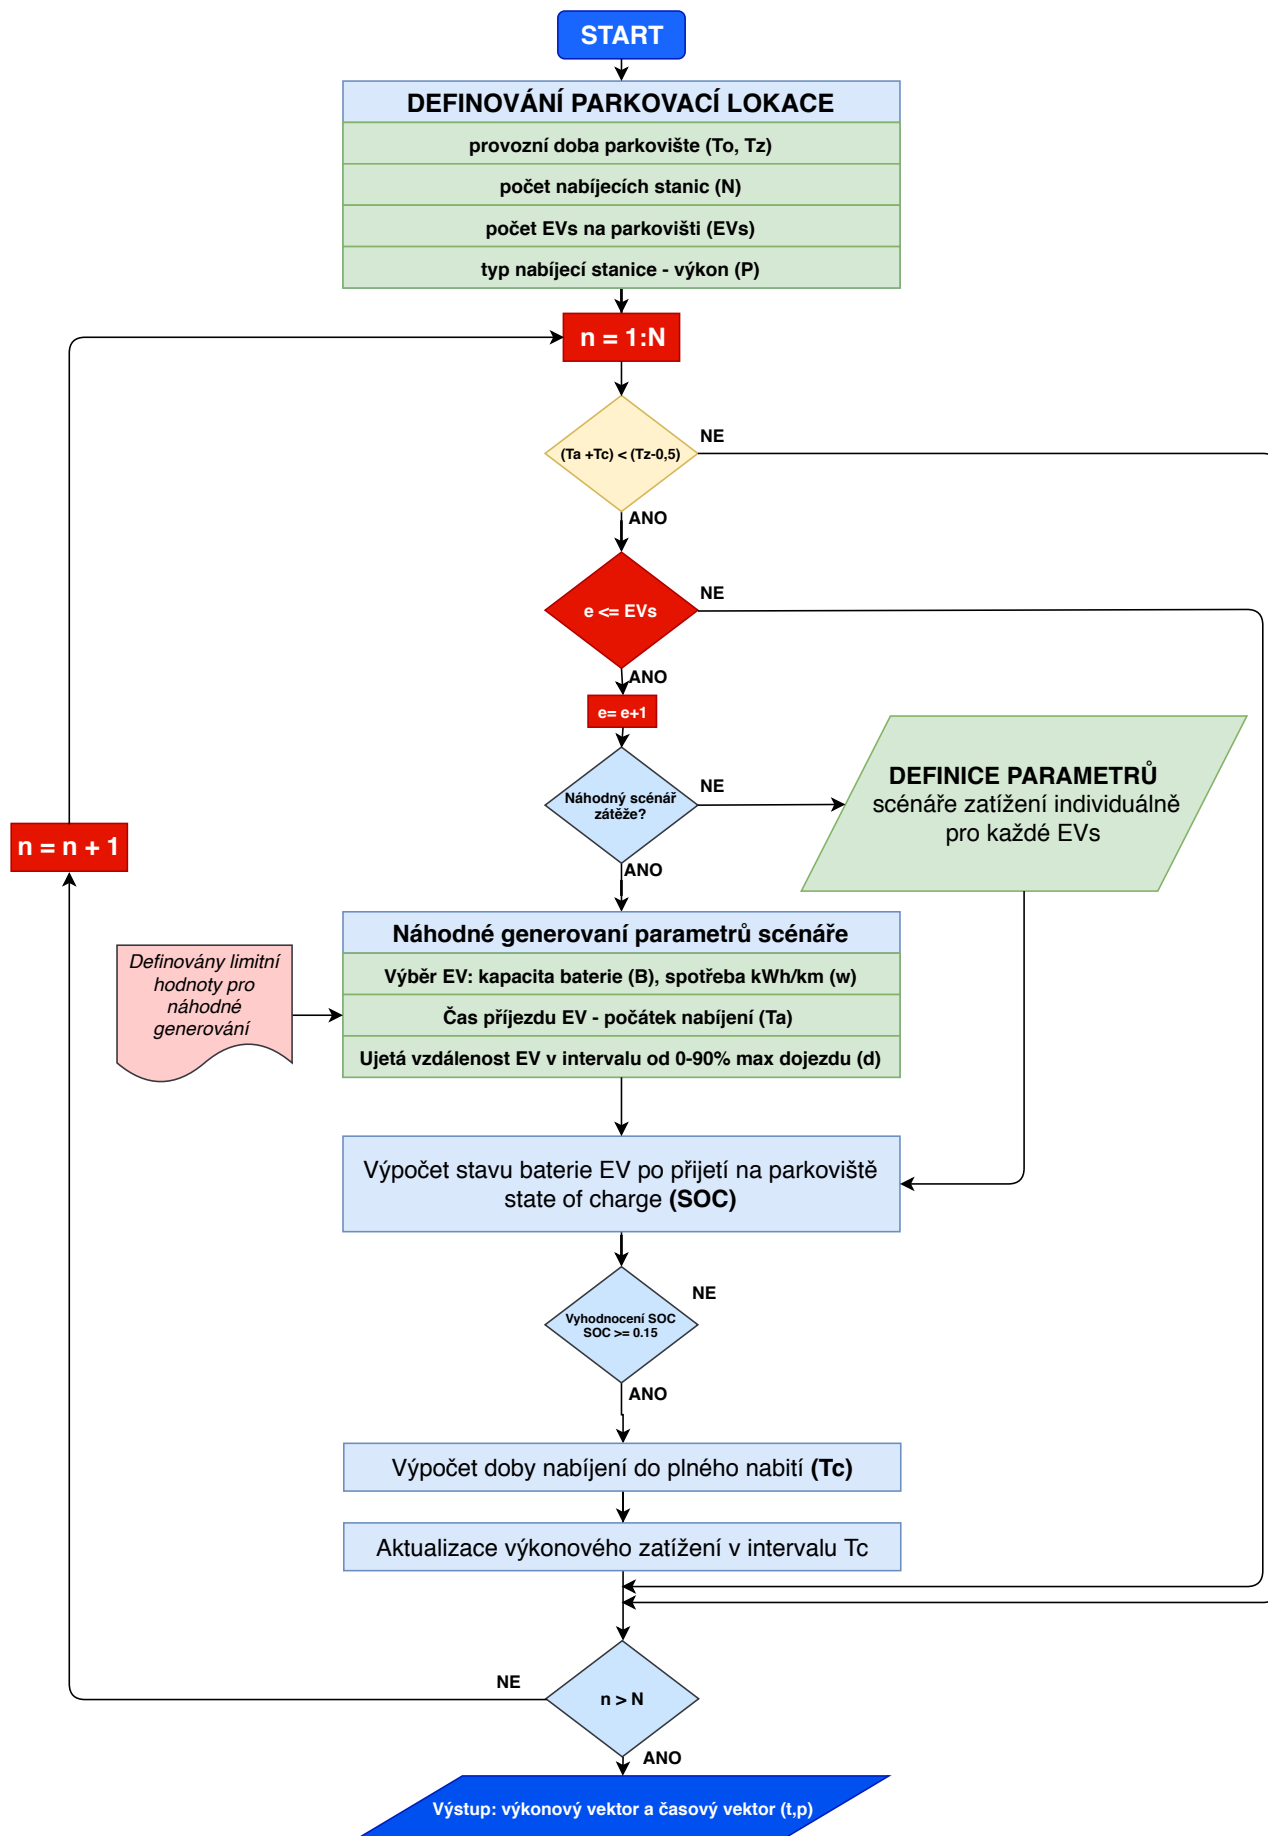 START
DEFINOVÁNÍ PARKOVACÍ LOKACE
provozní doba parkovište (To, Tz)
počet nabíjecích stanic (N)
počet EVs na parkovišti (EVs)
typ nabíjecí stanice - výkon (P)
n = 1:N
(Ta +Tc) < (Tz-0,5)
NE
ANO
e <= EVs
NE
ANO
e= e+1
Náhodný scénář
zátěže?
NE
ANO
DEFINICE PARAMETRŮ
scénáře zatížení individuálně
pro každé EVs
n = n + 1
Náhodné generovaní parametrů scénáře
Výběr EV: kapacita baterie (B), spotřeba kWh/km (w)
Čas příjezdu EV - počátek nabíjení (Ta)
Ujetá vzdálenost EV v intervalu od 0-90% max dojezdu (d)
Definovány limitní
hodnoty pro
náhodné
generování
Výpočet stavu baterie EV po přijetí na parkoviště
state of charge (SOC)
Vyhodnocení SOC
SOC >= 0.15
NE
ANO
Výpočet doby nabíjení do plného nabití (Tc)
Aktualizace výkonového zatížení v intervalu Tc
n > N
NE
ANO
Výstup: výkonový vektor a časový vektor (t,p)